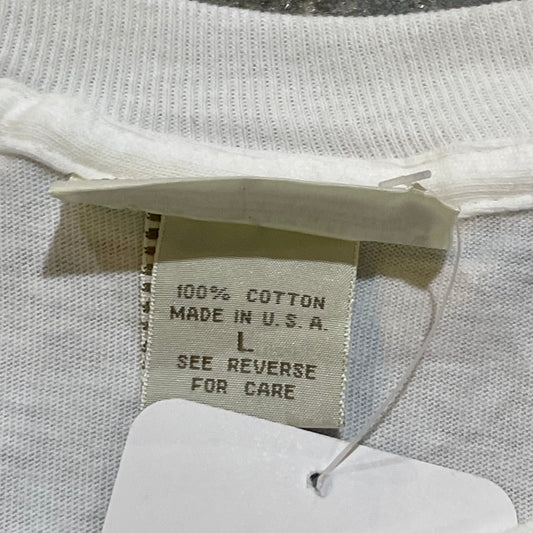 100% COTTON
MADE IN U.S.A.
L
SEE REVERSE
FOR CARE